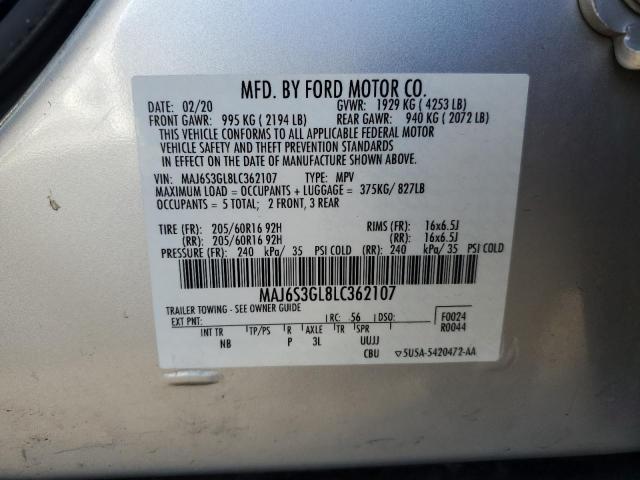 MFD. BY FORD MOTOR CO.
DATE: 02/20 GVWR: 1929 KG ( 4253 LB)
FRONT GAWR: 995 KG ( 2194 LB) REAR GAWR: 940 KG ( 2072 LB)
THIS VEHICLE CONFORMS TO ALL APPLICABLE FEDERAL MOTOR
VEHICLE SAFETY AND THEFT PREVENTION STANDARDS
IN EFFECT ON THE DATE OF MANUFACTURE SHOWN ABOVE.
VIN: MAJ6S3GL8LC362107 TYPE: MPV
MAXIMUM LOAD = OCCUPANTS + LUGGAGE = 375KG/ 827LB
OCCUPANTS = 5 TOTAL; 2 FRONT, 3 REAR
TIRE (FR): 205/60R16 92H RIMS (FR): 16x6.5J
(RR): 205/60R16 92H (RR): 16x6.5J
PRESSURE (FR): 240 kPa/ 35 PSI COLD (RR): 240 kPa/ 35 PSI COLD
MAJ6S3GL8LC362107
TRAILER TOWING - SEE OWNER GUIDE
EXT PNT: RC: 56 DSO: F0024
R0044
INT TR TP/PS R AXLE TR SPR
NB P 3L UUJJ
CBU ▽5USA-5420472-AA